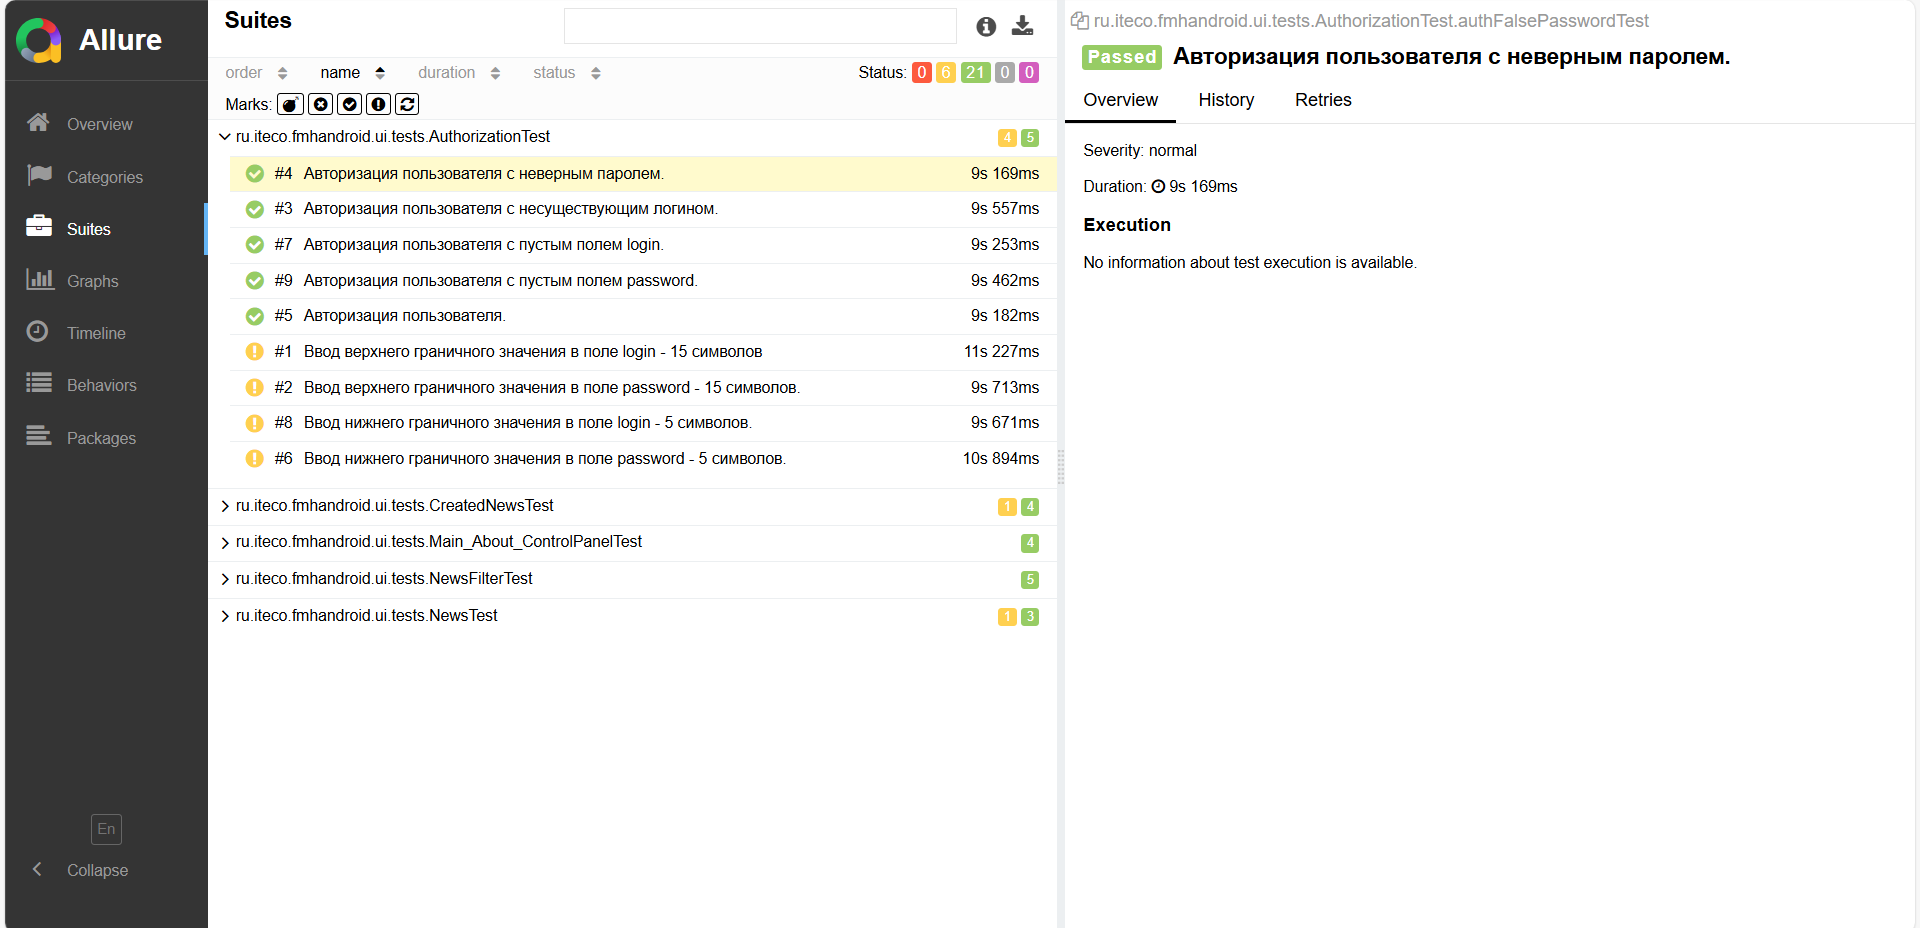 Allure
Overview
Categories
Suites
Graphs
Timeline
Behaviors
Packages
En
Collapse
Suites
order name duration status Status: 0 6 21 0 0
Marks:
ru.iteco.fmhandroid.ui.tests.AuthorizationTest 4 5
#4 Авторизация пользователя с неверным паролем. 9s 169ms
#3 Авторизация пользователя с несуществующим логином. 9s 557ms
#7 Авторизация пользователя с пустым полем login. 9s 253ms
#9 Авторизация пользователя с пустым полем password. 9s 462ms
#5 Авторизация пользователя. 9s 182ms
#1 Ввод верхнего граничного значения в поле login - 15 символов 11s 227ms
#2 Ввод верхнего граничного значения в поле password - 15 символов. 9s 713ms
#8 Ввод нижнего граничного значения в поле login - 5 символов. 9s 671ms
#6 Ввод нижнего граничного значения в поле password - 5 символов. 10s 894ms
ru.iteco.fmhandroid.ui.tests.CreatedNewsTest 1 4
ru.iteco.fmhandroid.ui.tests.Main_About_ControlPanelTest 4
ru.iteco.fmhandroid.ui.tests.NewsFilterTest 5
ru.iteco.fmhandroid.ui.tests.NewsTest 1 3
ru.iteco.fmhandroid.ui.tests.AuthorizationTest.authFalsePasswordTest
Passed Авторизация пользователя с неверным паролем.
Overview History Retries
Severity: normal
Duration: 9s 169ms
Execution
No information about test execution is available.